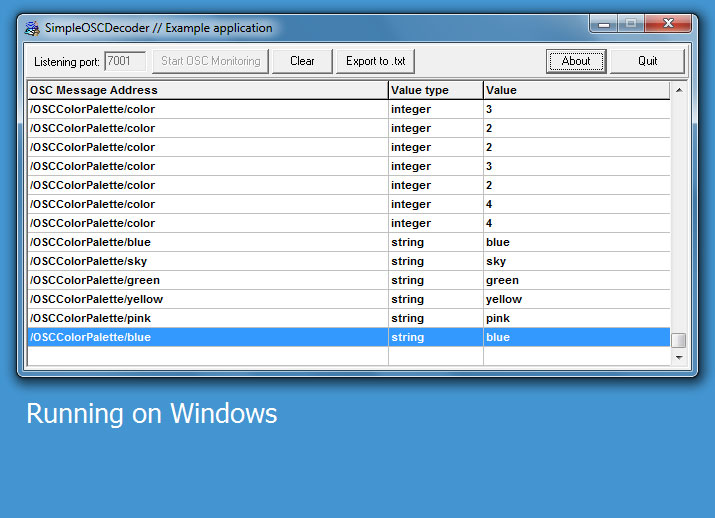 SimpleOSCDecoder // Example application
Listening port: 7001 Start OSC Monitoring Clear Export to .txt About Quit
OSC Message Address Value type Value
/OSCColorPalette/color integer 3
/OSCColorPalette/color integer 2
/OSCColorPalette/color integer 2
/OSCColorPalette/color integer 3
/OSCColorPalette/color integer 2
/OSCColorPalette/color integer 4
/OSCColorPalette/color integer 4
/OSCColorPalette/blue string blue
/OSCColorPalette/sky string sky
/OSCColorPalette/green string green
/OSCColorPalette/yellow string yellow
/OSCColorPalette/pink string pink
/OSCColorPalette/blue string blue
Running on Windows